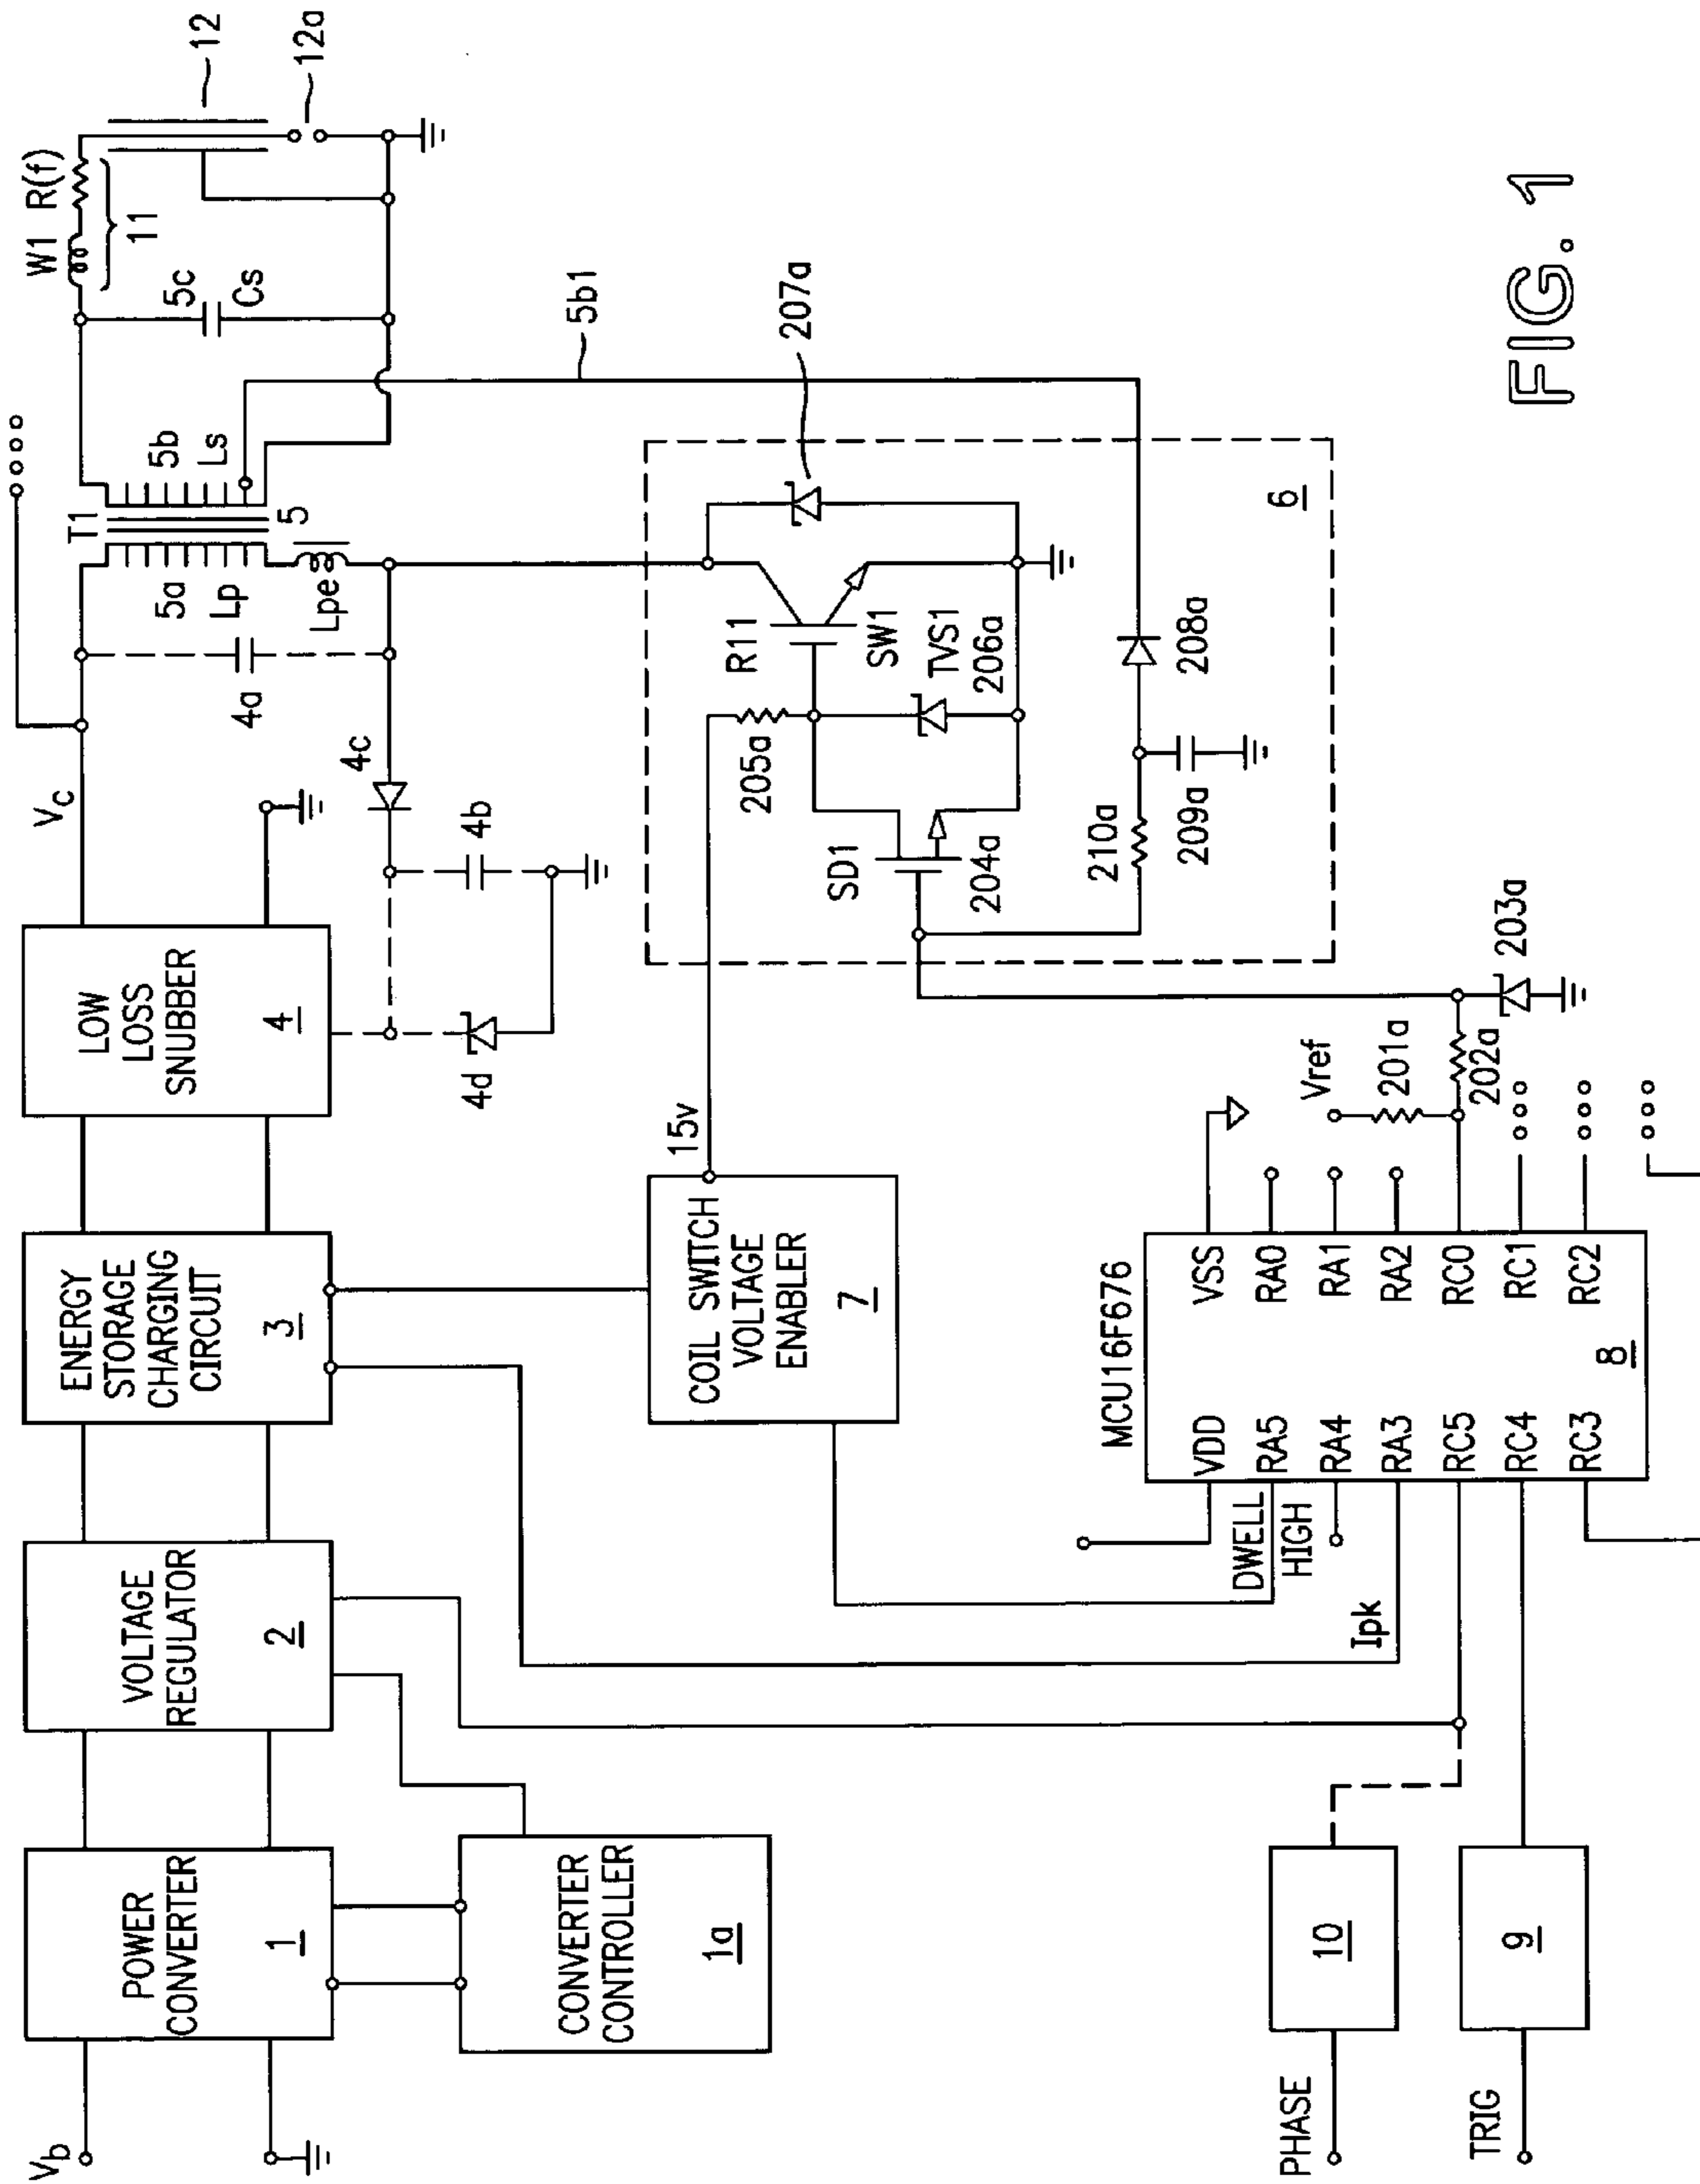 V_b
POWER
CONVERTER
1
CONVERTER
CONTROLLER
1a
VOLTAGE
REGULATOR
2
ENERGY
STORAGE
CHARGING
CIRCUIT
3
LOW
LOSS
SNUBBER
4
V_c
4a
4c
4b
4d
T1
5a
Lp
Lpe
5
5b
Ls
W1 R(f)
11
5c
Cs
12
12a
5b1
COIL SWITCH
VOLTAGE
ENABLER
7
15v
205a
R11
SW1
TVS1
206a
207a
SD1
204a
210a
209a
208a
6
203a
PHASE
10
TRIG
9
MCU16F676
DWELL
HIGH
Ipk
VDD
RA5
RA4
RA3
RC5
RC4
RC3
VSS
RA0
RA1
RA2
RC0
RC1
RC2
8
Vref
201a
202a
FIG. 1